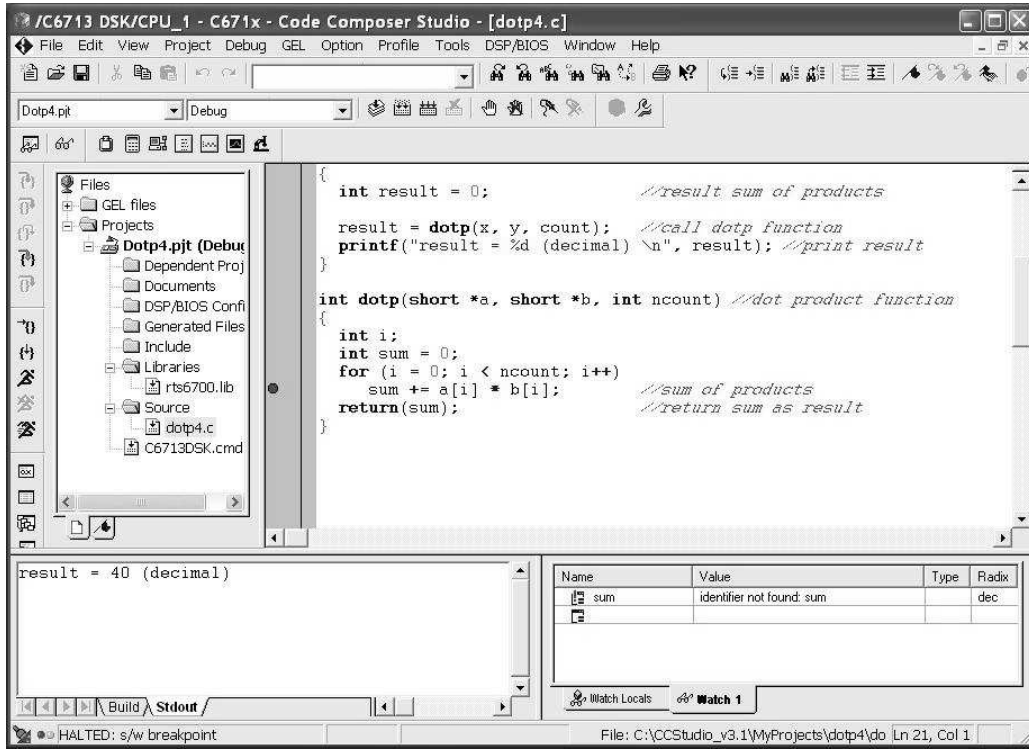 /C6713 DSK/CPU_1 - C671x - Code Composer Studio - [dotp4.c]
File Edit View Project Debug GEL Option Profile Tools DSP/BIOS Window Help
Dotp4.pjt Debug
Files
GEL files
Projects
Dotp4.pjt (Debug
Dependent Proj
Documents
DSP/BIOS Confi
Generated Files
Include
Libraries
rts6700.lib
Source
dotp4.c
C6713DSK.cmd
{
int result = 0; //result sum of products
result = dotp(x, y, count); //call dotp function
printf("result = %d (decimal) \n", result); //print result
}
int dotp(short *a, short *b, int ncount) //dot product function
{
int i;
int sum = 0;
for (i = 0; i < ncount; i++)
sum += a[i] * b[i]; //sum of products
return(sum); //return sum as result
}
result = 40 (decimal)
Build Stdout
Name Value Type Radix
sum identifier not found: sum dec
Watch Locals Watch 1
HALTED: s/w breakpoint File: C:\CCStudio_v3.1\MyProjects\dotp4\do Ln 21, Col 1